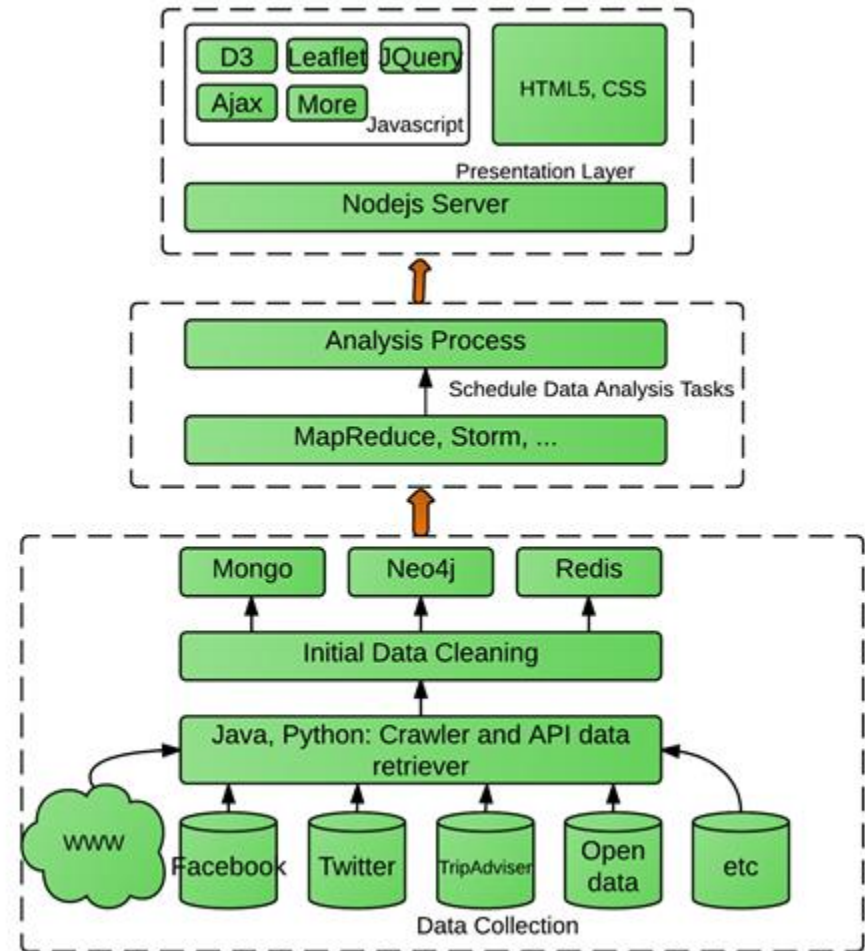 D3 Leaflet JQuery
Ajax More
Javascript
HTML5, CSS
Presentation Layer
Nodejs Server
Analysis Process
Schedule Data Analysis Tasks
MapReduce, Storm, ...
Mongo Neo4j Redis
Initial Data Cleaning
Java, Python: Crawler and API data
retriever
WWW
Facebook
Twitter
TripAdviser
Open
data
etc
Data Collection